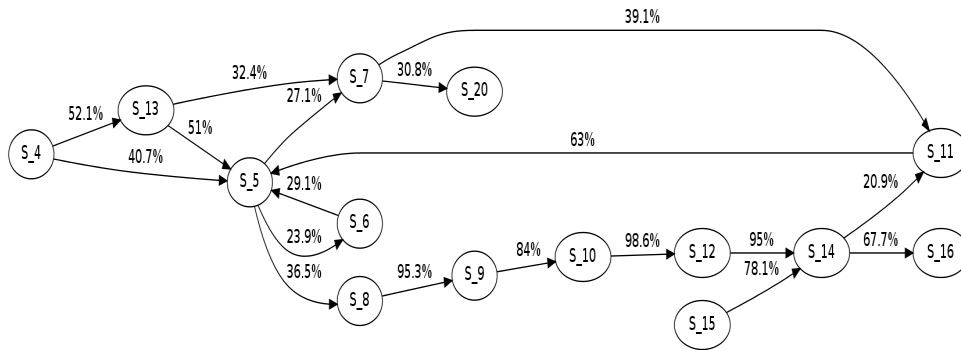 39.1%
S_7
30.8%
S_20
32.4%
27.1%
S_13
52.1%
51%
S_4
40.7%
S_5
63%
S_11
29.1%
S_6
23.9%
36.5%
S_8
95.3%
S_9
84%
S_10
98.6%
S_12
95%
S_14
20.9%
67.7%
S_16
78.1%
S_15